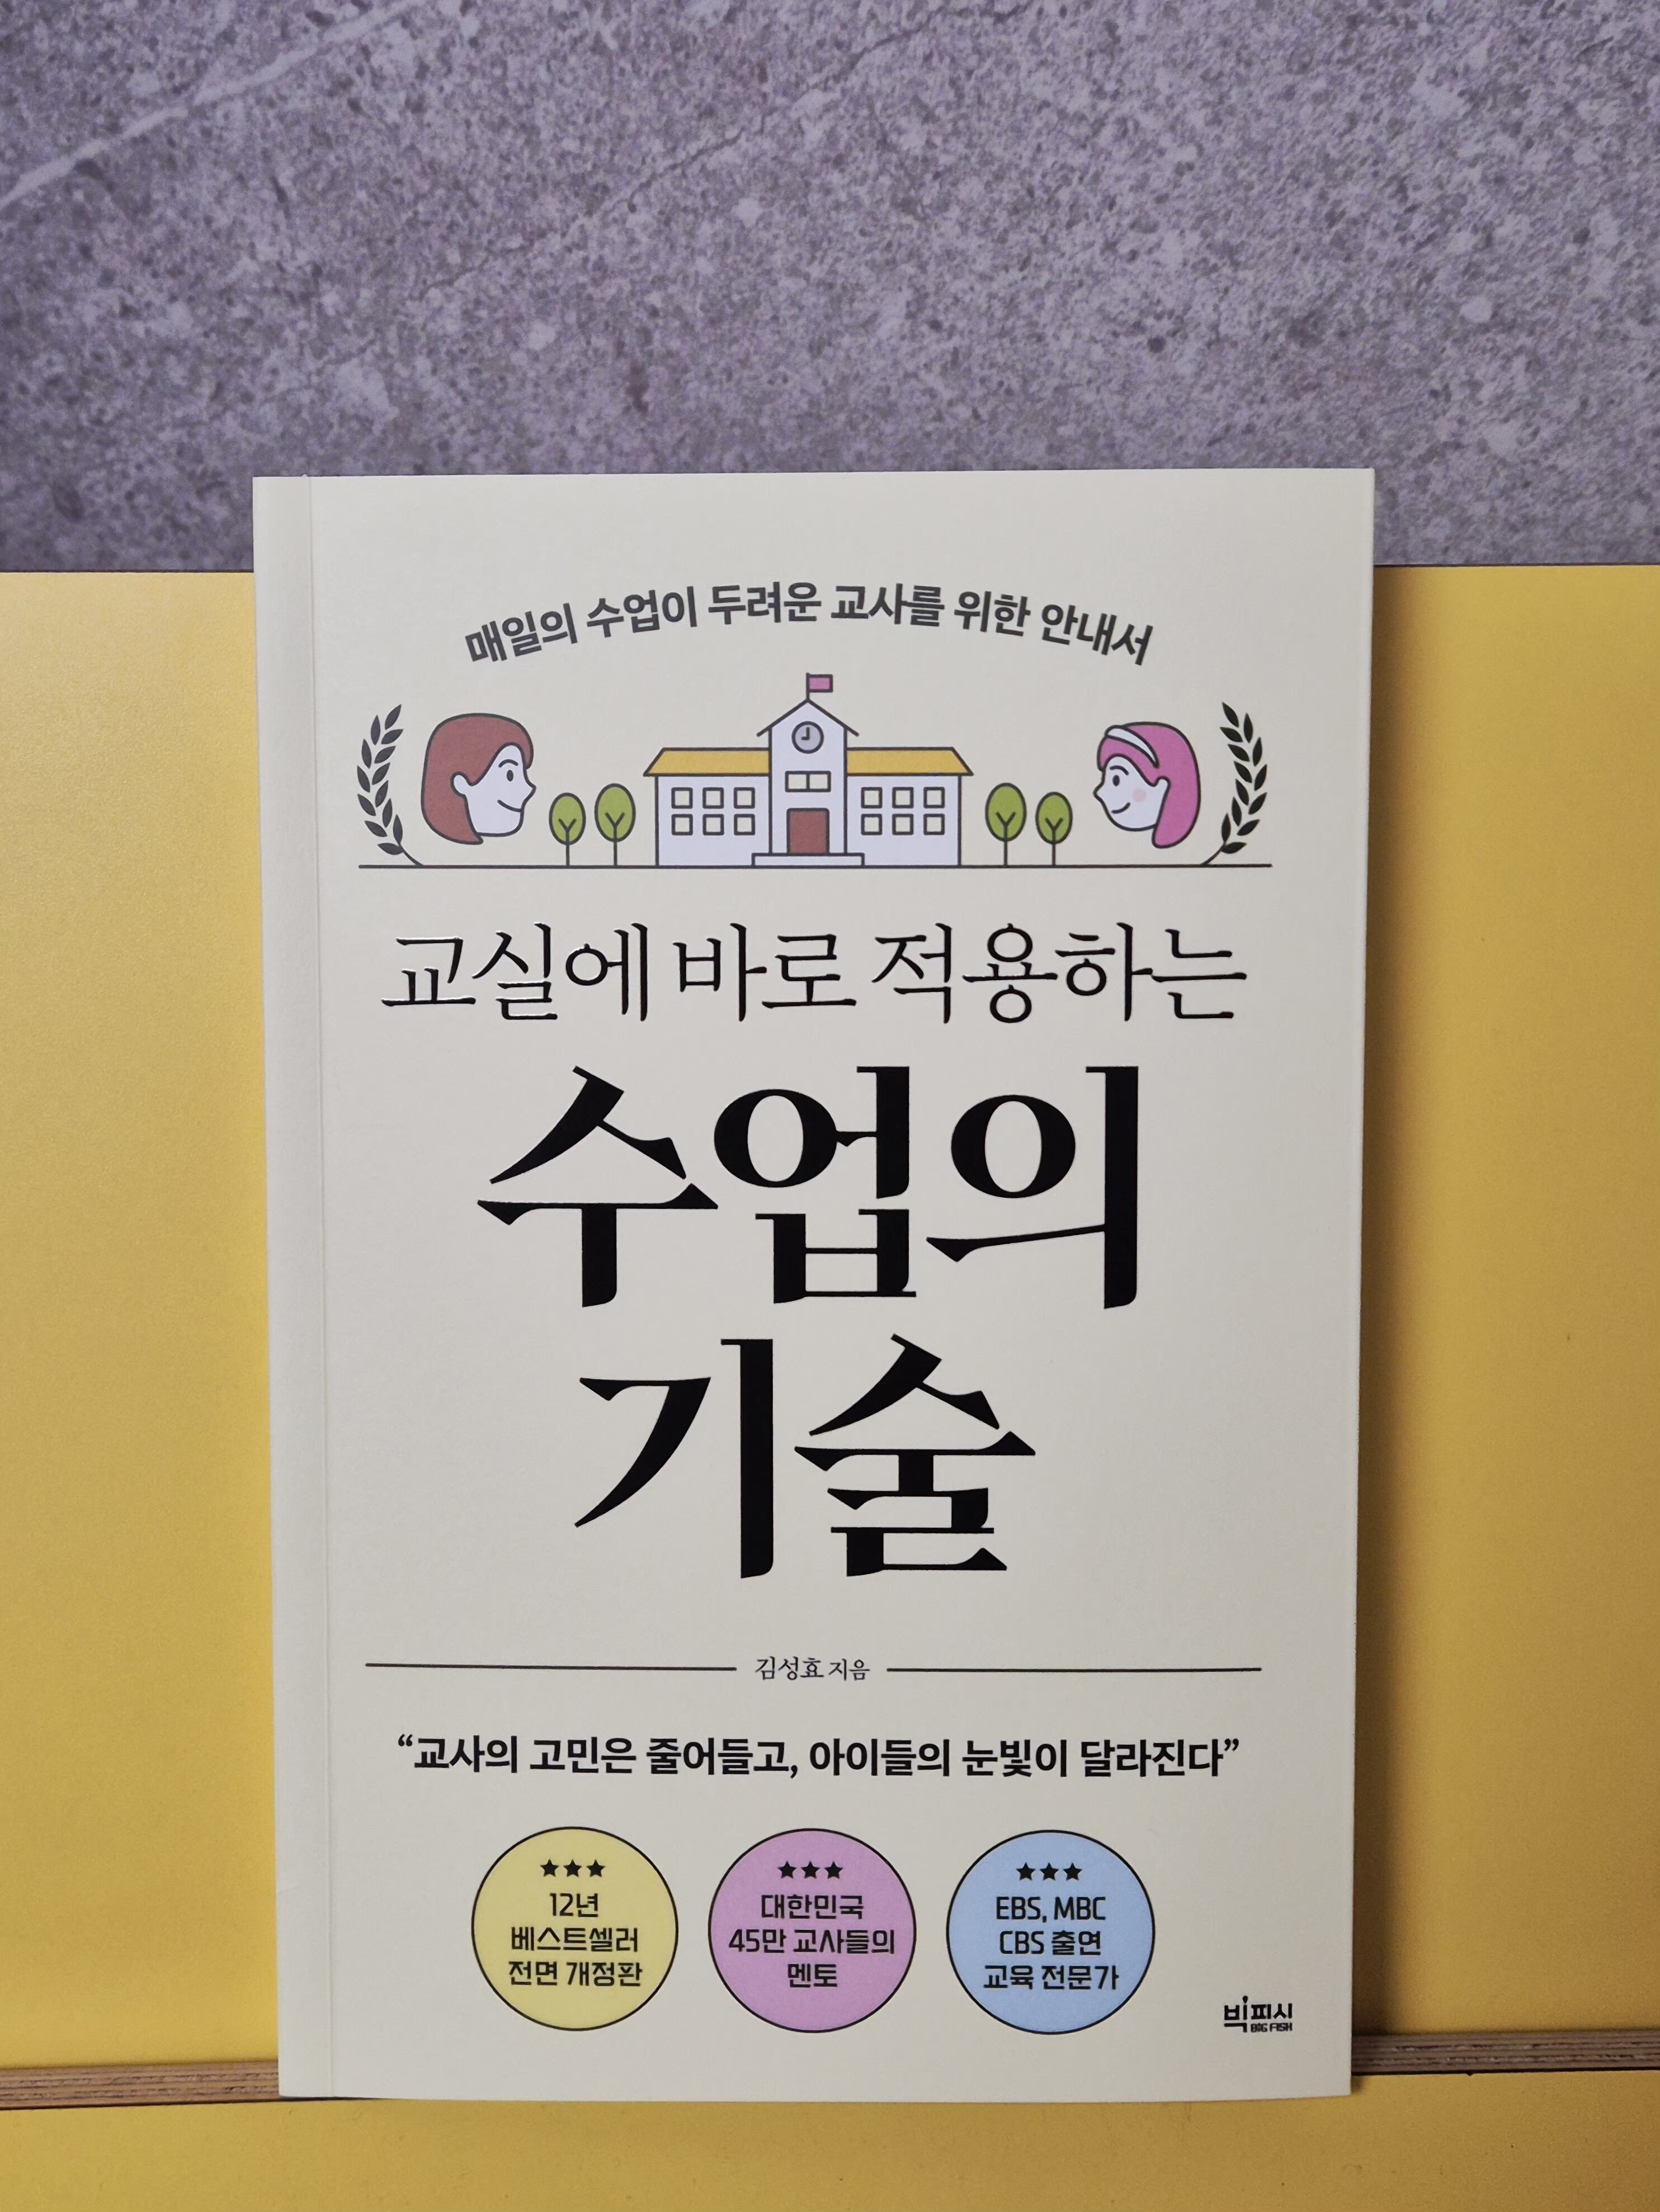 매일의 수업이 두려운 교사를 위한 안내서
교실에 바로 적용하는
수업의
기술
김성효 지음
“교사의 고민은 줄어들고, 아이들의 눈빛이 달라진다”
★★★
12년
베스트셀러
전면 개정판
★★★
대한민국
45만 교사들의
멘토
★★★
EBS, MBC
CBS 출연
교육 전문가
빅피시
BIG FISH